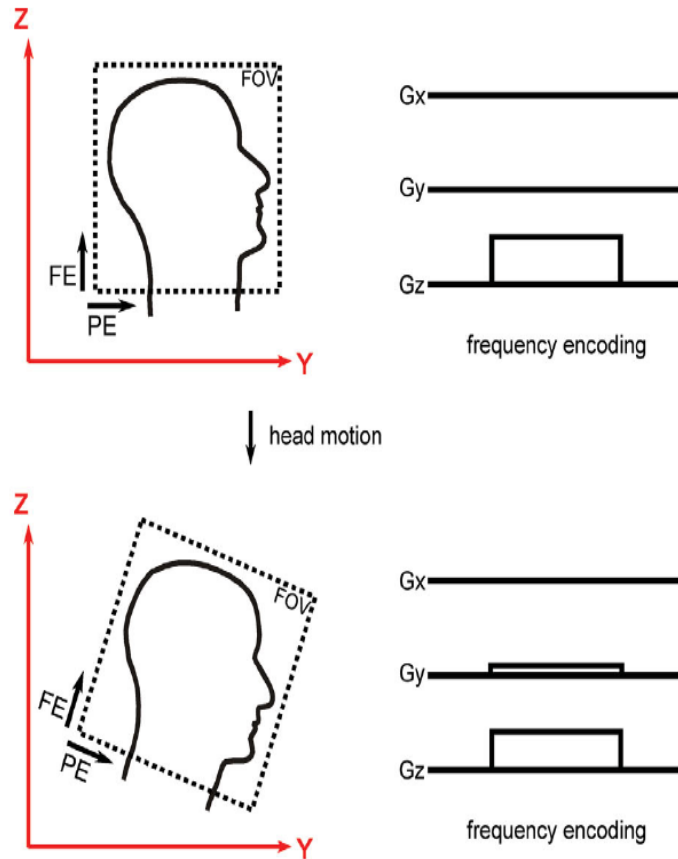 Z
FOV
FE
PE
Y
Gx
Gy
Gz
frequency encoding
head motion
Z
FOV
FE
PE
Y
Gx
Gy
Gz
frequency encoding